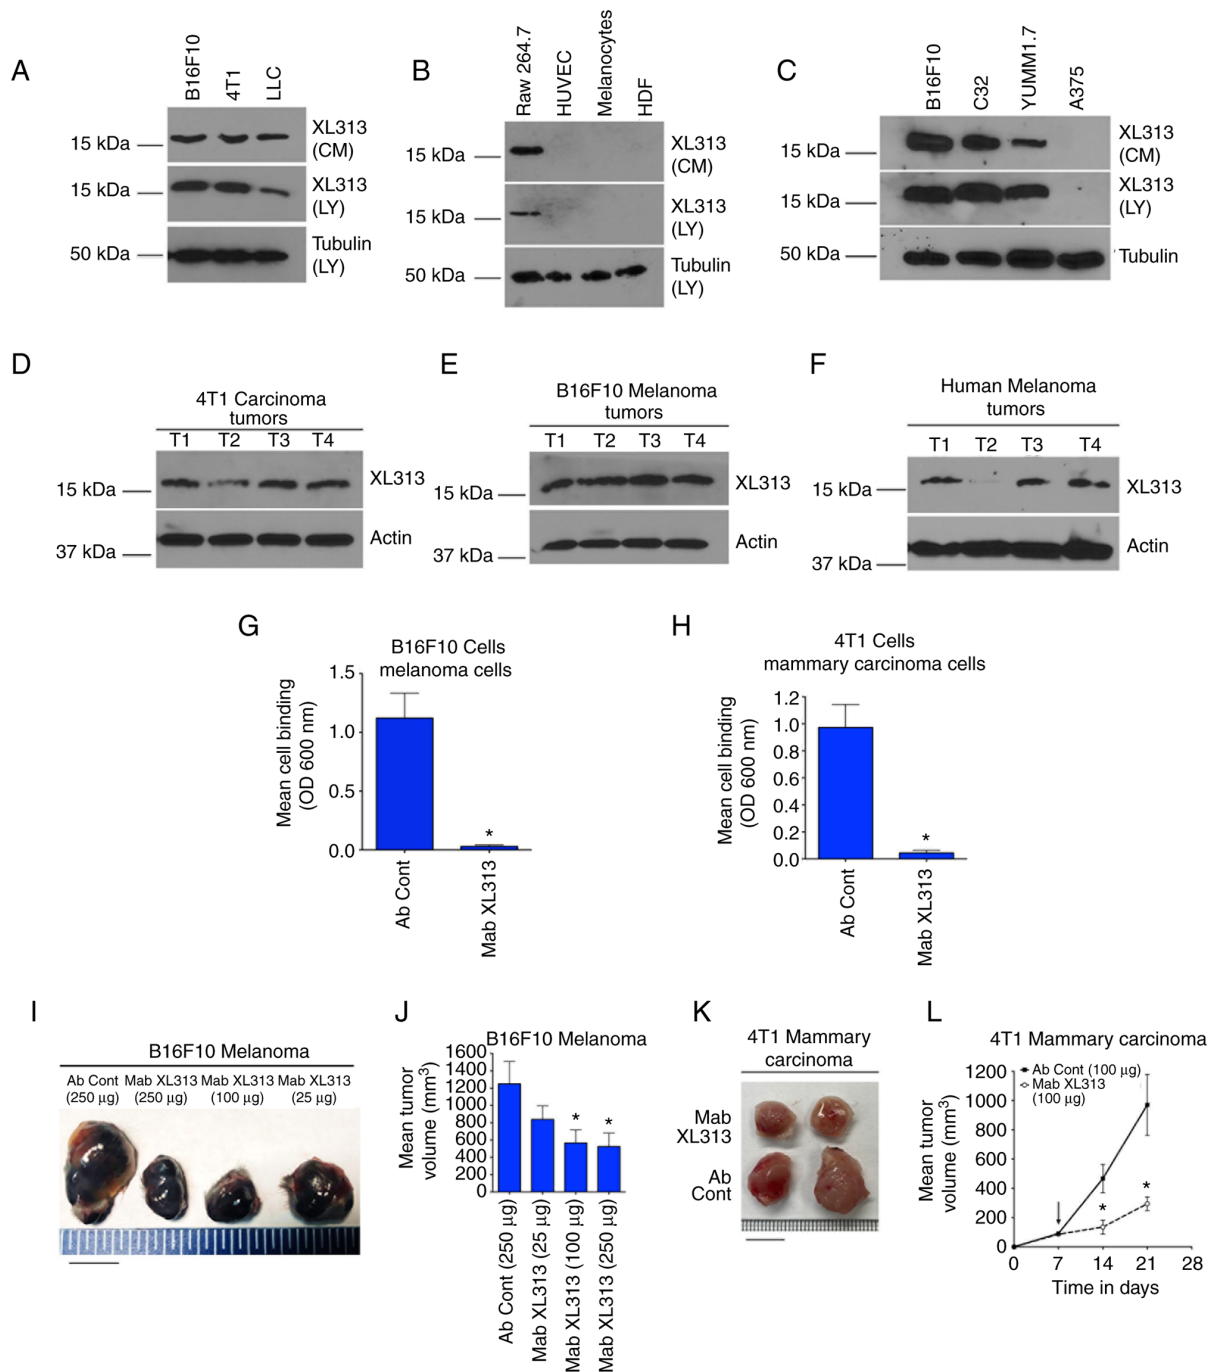 A
B16F10
4T1
LLC
15 kDa
XL313
(CM)
15 kDa
XL313
(LY)
50 kDa
Tubulin
(LY)
B
Raw 264.7
HUVEC
Melanocytes
HDF
15 kDa
XL313
(CM)
15 kDa
XL313
(LY)
50 kDa
Tubulin
(LY)
C
B16F10
C32
YUMM1.7
A375
15 kDa
XL313
(CM)
15 kDa
XL313
(LY)
50 kDa
Tubulin
D
4T1 Carcinoma
tumors
T1 T2 T3 T4
15 kDa
XL313
37 kDa
Actin
E
B16F10 Melanoma
tumors
T1 T2 T3 T4
15 kDa
XL313
37 kDa
Actin
F
Human Melanoma
tumors
T1 T2 T3 T4
15 kDa
XL313
37 kDa
Actin
G
B16F10 Cells
melanoma cells
Mean cell binding
(OD 600 nm)
1.5
1.0
0.5
0.0
*
Ab Cont
Mab XL313
H
4T1 Cells
mammary carcinoma cells
Mean cell binding
(OD 600 nm)
1.2
1.0
0.8
0.6
0.4
0.2
0.0
*
Ab Cont
Mab XL313
I
B16F10 Melanoma
Ab Cont
(250 µg)
Mab XL313
(250 µg)
Mab XL313
(100 µg)
Mab XL313
(25 µg)
J
B16F10 Melanoma
Mean tumor
volume (mm³)
1600
1400
1200
1000
800
600
400
200
0
* *
Ab Cont (250 µg)
Mab XL313 (25 µg)
Mab XL313 (100 µg)
Mab XL313 (250 µg)
K
4T1 Mammary
carcinoma
Mab
XL313
Ab
Cont
L
4T1 Mammary carcinoma
Mean tumor
volume (mm³)
1200
1000
800
600
400
200
0
Ab Cont (100 µg)
Mab XL313
(100 µg)
*
*
0 7 14 21 28
Time in days